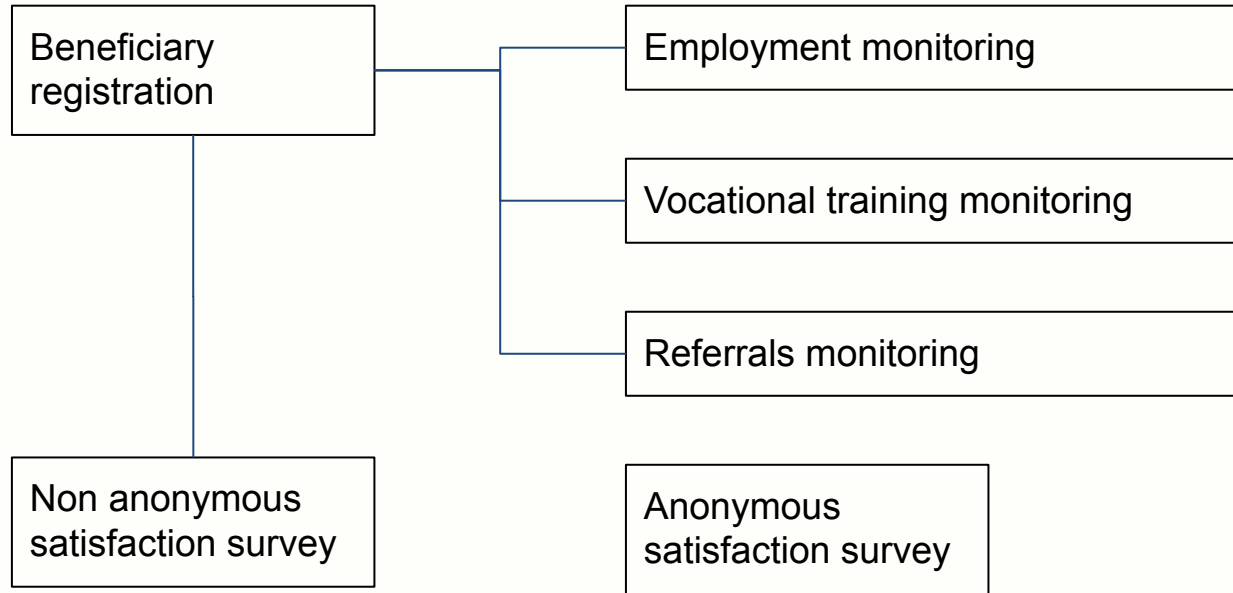 Beneficiary
registration
Employment monitoring
Vocational training monitoring
Referrals monitoring
Non anonymous
satisfaction survey
Anonymous
satisfaction survey